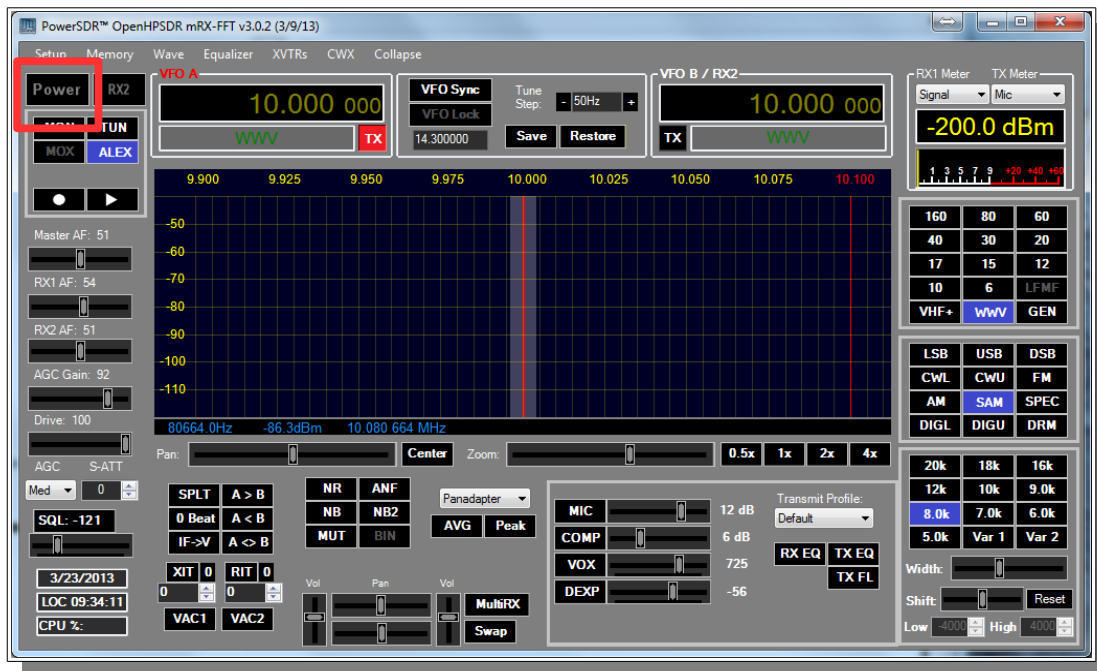 PowerSDR™ OpenHPSDR mRX-FFT v3.0.2 (3/9/13)
Setup Memory Wave Equalizer XVTRs CWX Collapse
Power RX2
MON TUN
MOX ALEX
Master AF: 51
RX1 AF: 54
RX2 AF: 51
AGC Gain: 92
Drive: 100
AGC S-ATT
Med 0
SQL: -121
3/23/2013
LOC 09:34:11
CPU %:
VFO A
10.000 000
WWV TX
VFO Sync
VFO Lock
14.300000
Tune
Step: - 50Hz +
Save Restore
VFO B / RX2
10.000 000
TX WWV
RX1 Meter TX Meter
Signal Mic
-200.0 dBm
1 3 5 7 9 +20 +40 +60
9.900 9.925 9.950 9.975 10.000 10.025 10.050 10.075 10.100
-50
-60
-70
-80
-90
-100
-110
80664.0Hz -86.3dBm 10.080 664 MHz
Pan: Center Zoom: 0.5x 1x 2x 4x
160 80 60
40 30 20
17 15 12
10 6 LFMF
VHF+ WWV GEN
LSB USB DSB
CWL CWU FM
AM SAM SPEC
DIGL DIGU DRM
20k 18k 16k
12k 10k 9.0k
8.0k 7.0k 6.0k
5.0k Var 1 Var 2
Width:
Shift: Reset
Low -4000 High 4000
SPLT A > B
0 Beat A < B
IF->V A <> B
XIT 0 RIT 0
0 0
VAC1 VAC2
NR ANF
NB NB2
MUT BIN
Panadapter
AVG Peak
Vol Pan Vol
MultiRX
Swap
MIC 12 dB
COMP 6 dB
VOX 725
DEXP -56
Transmit Profile:
Default
RX EQ TX EQ
TX FL